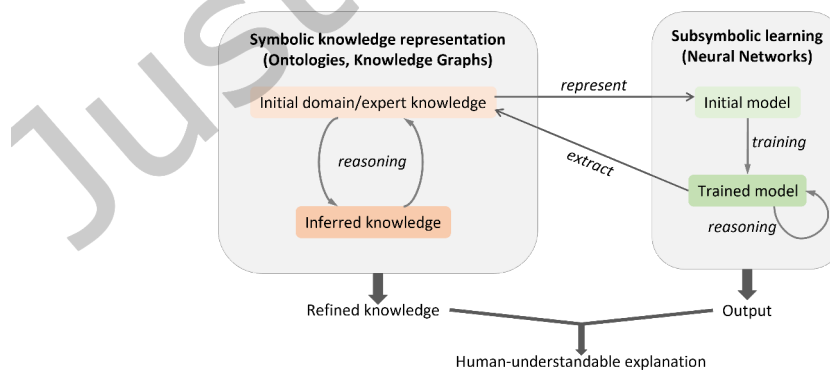 Just
Symbolic knowledge representation
(Ontologies, Knowledge Graphs)
Subsymbolic learning
(Neural Networks)
Initial domain/expert knowledge
represent
Initial model
reasoning
extract
training
Trained model
Inferred knowledge
reasoning
Refined knowledge
Output
Human-understandable explanation